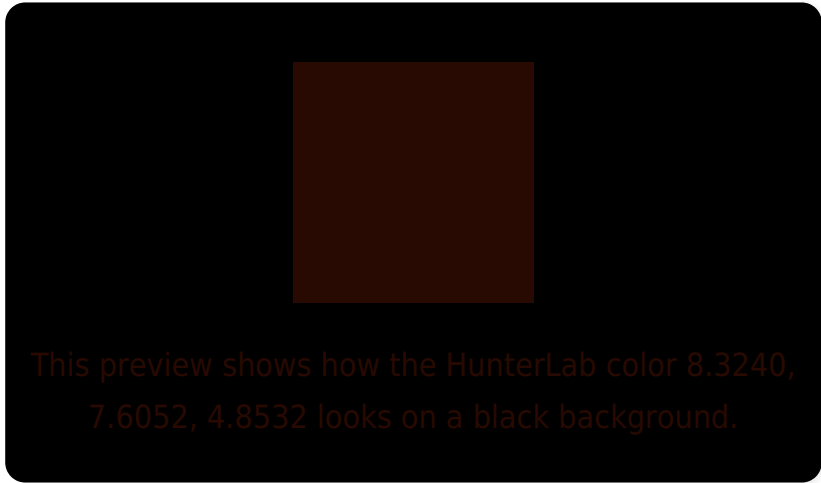 This preview shows how the HunterLab color 8.3240,
7.6052, 4.8532 looks on a black background.